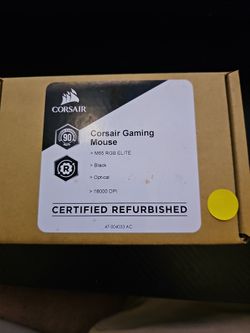 CORSAIR
90
Corsair Gaming
Mouse
> M65 RGB ELITE
> Black
> Optical
> 18000 DPI
R
CERTIFIED REFURBISHED